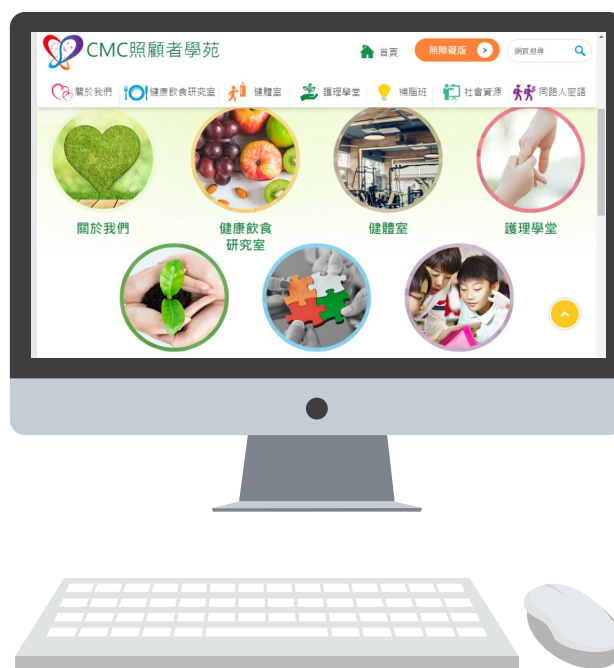 CMC照顧者學苑
首頁
無障礙版
網頁搜尋
關於我們
健康飲食研究室
健體室
護理學堂
補腦班
社會資源
同路人密語
關於我們
健康飲食
研究室
健體室
護理學堂